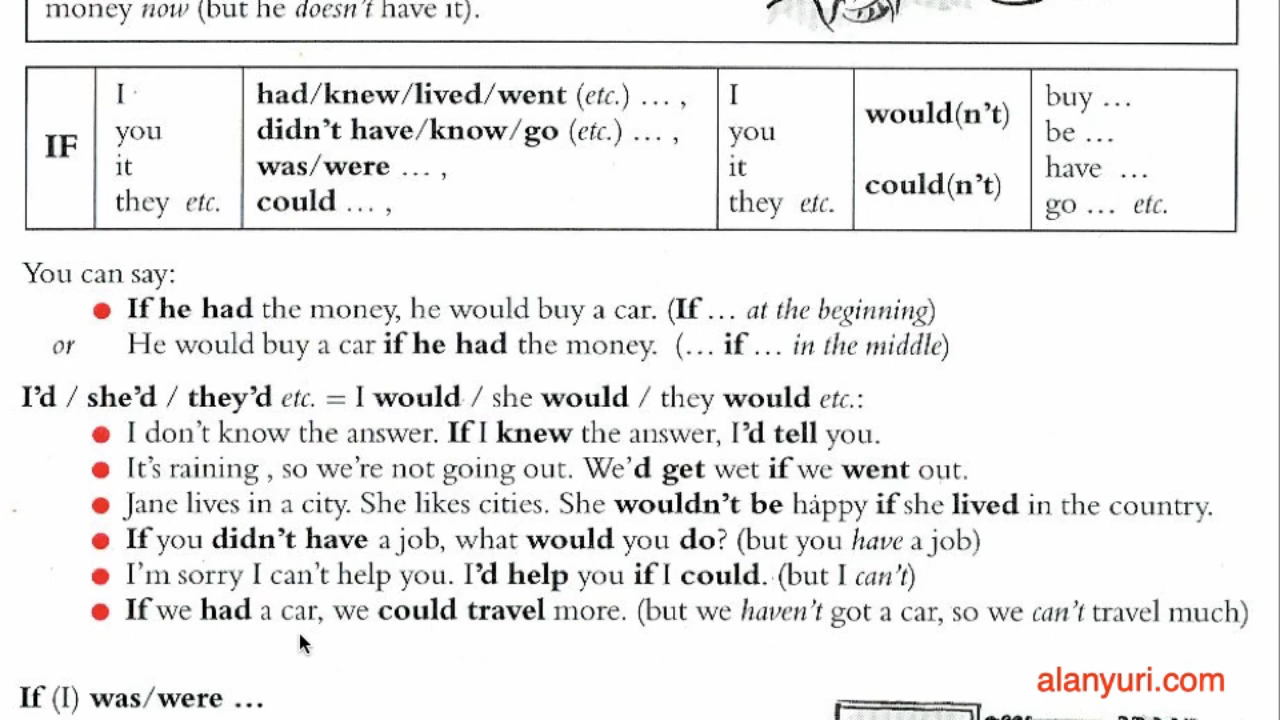 money now (but he doesn't have it).
IF
I
you
it
they etc.
had/knew/lived/went (etc.) ... ,
didn't have/know/go (etc.) ... ,
was/were ... ,
could ... ,
I
you
it
they etc.
would(n't)
could(n't)
buy ...
be ...
have ...
go ... etc.
You can say:
● If he had the money, he would buy a car. (If ... at the beginning)
or He would buy a car if he had the money. (... if ... in the middle)
I'd / she'd / they'd etc. = I would / she would / they would etc.:
● I don't know the answer. If I knew the answer, I'd tell you.
● It's raining , so we're not going out. We'd get wet if we went out.
● Jane lives in a city. She likes cities. She wouldn't be happy if she lived in the country.
● If you didn't have a job, what would you do? (but you have a job)
● I'm sorry I can't help you. I'd help you if I could. (but I can't)
● If we had a car, we could travel more. (but we haven't got a car, so we can't travel much)
alanyuri.com
If (I) was/were ...